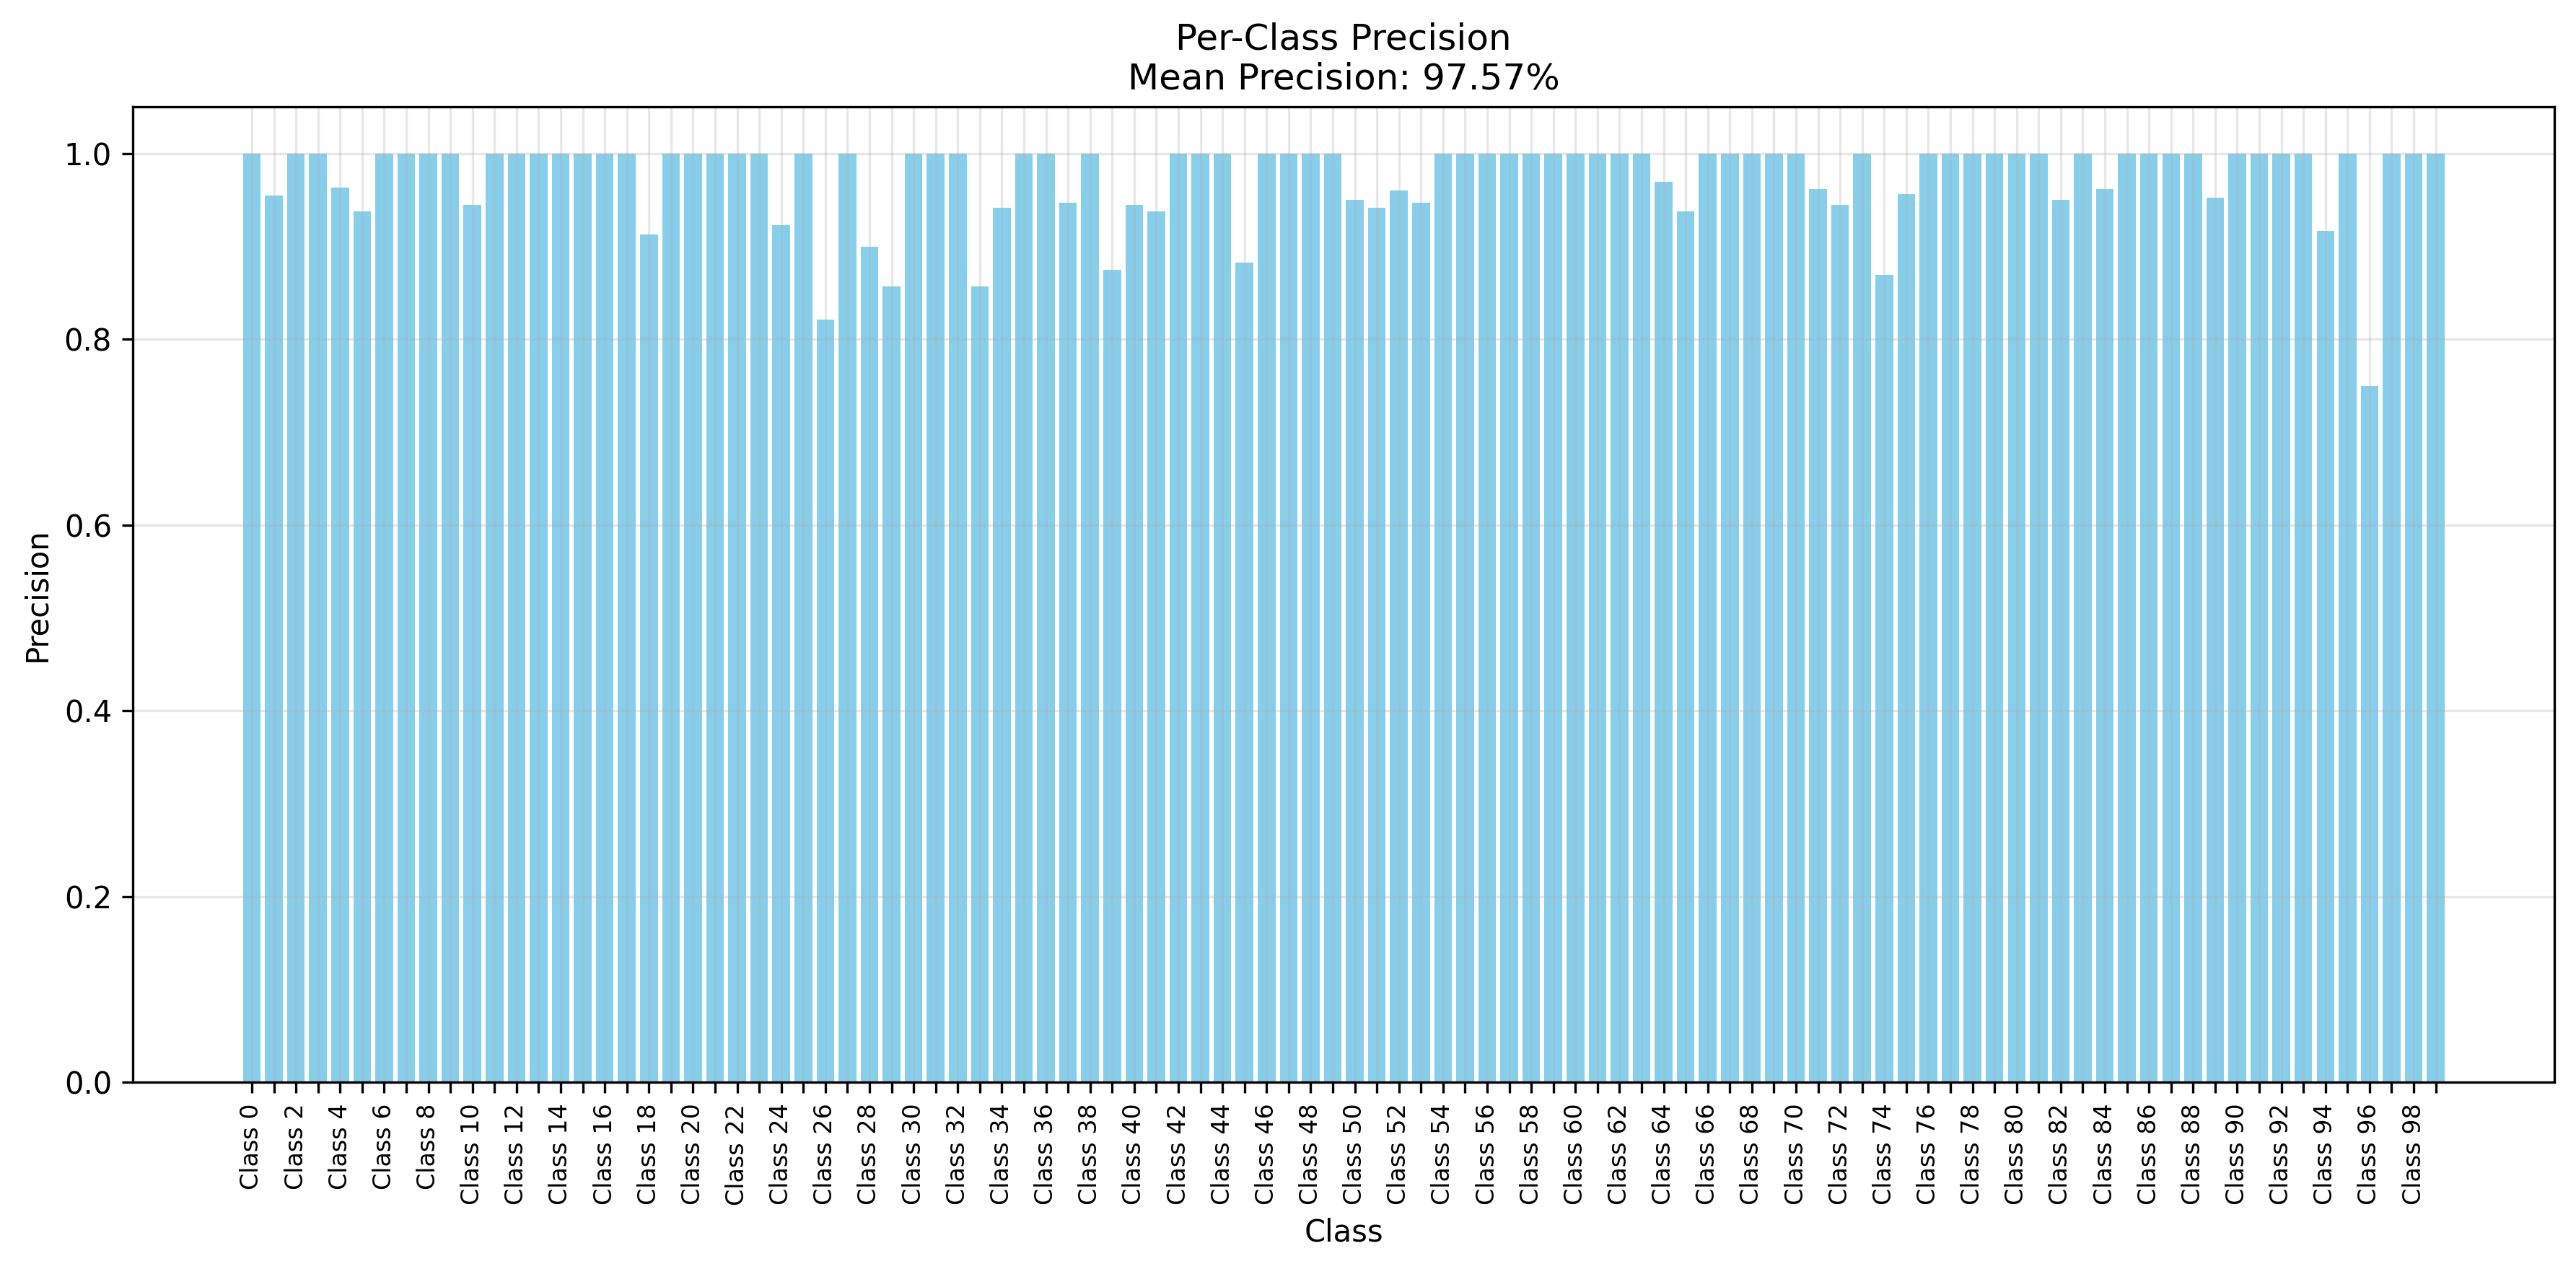 Per-Class Precision
Mean Precision: 97.57%
Precision
1.0
0.8
0.6
0.4
0.2
0.0
Class 0
Class 2
Class 4
Class 6
Class 8
Class 10
Class 12
Class 14
Class 16
Class 18
Class 20
Class 22
Class 24
Class 26
Class 28
Class 30
Class 32
Class 34
Class 36
Class 38
Class 40
Class 42
Class 44
Class 46
Class 48
Class 50
Class 52
Class 54
Class 56
Class 58
Class 60
Class 62
Class 64
Class 66
Class 68
Class 70
Class 72
Class 74
Class 76
Class 78
Class 80
Class 82
Class 84
Class 86
Class 88
Class 90
Class 92
Class 94
Class 96
Class 98
Class